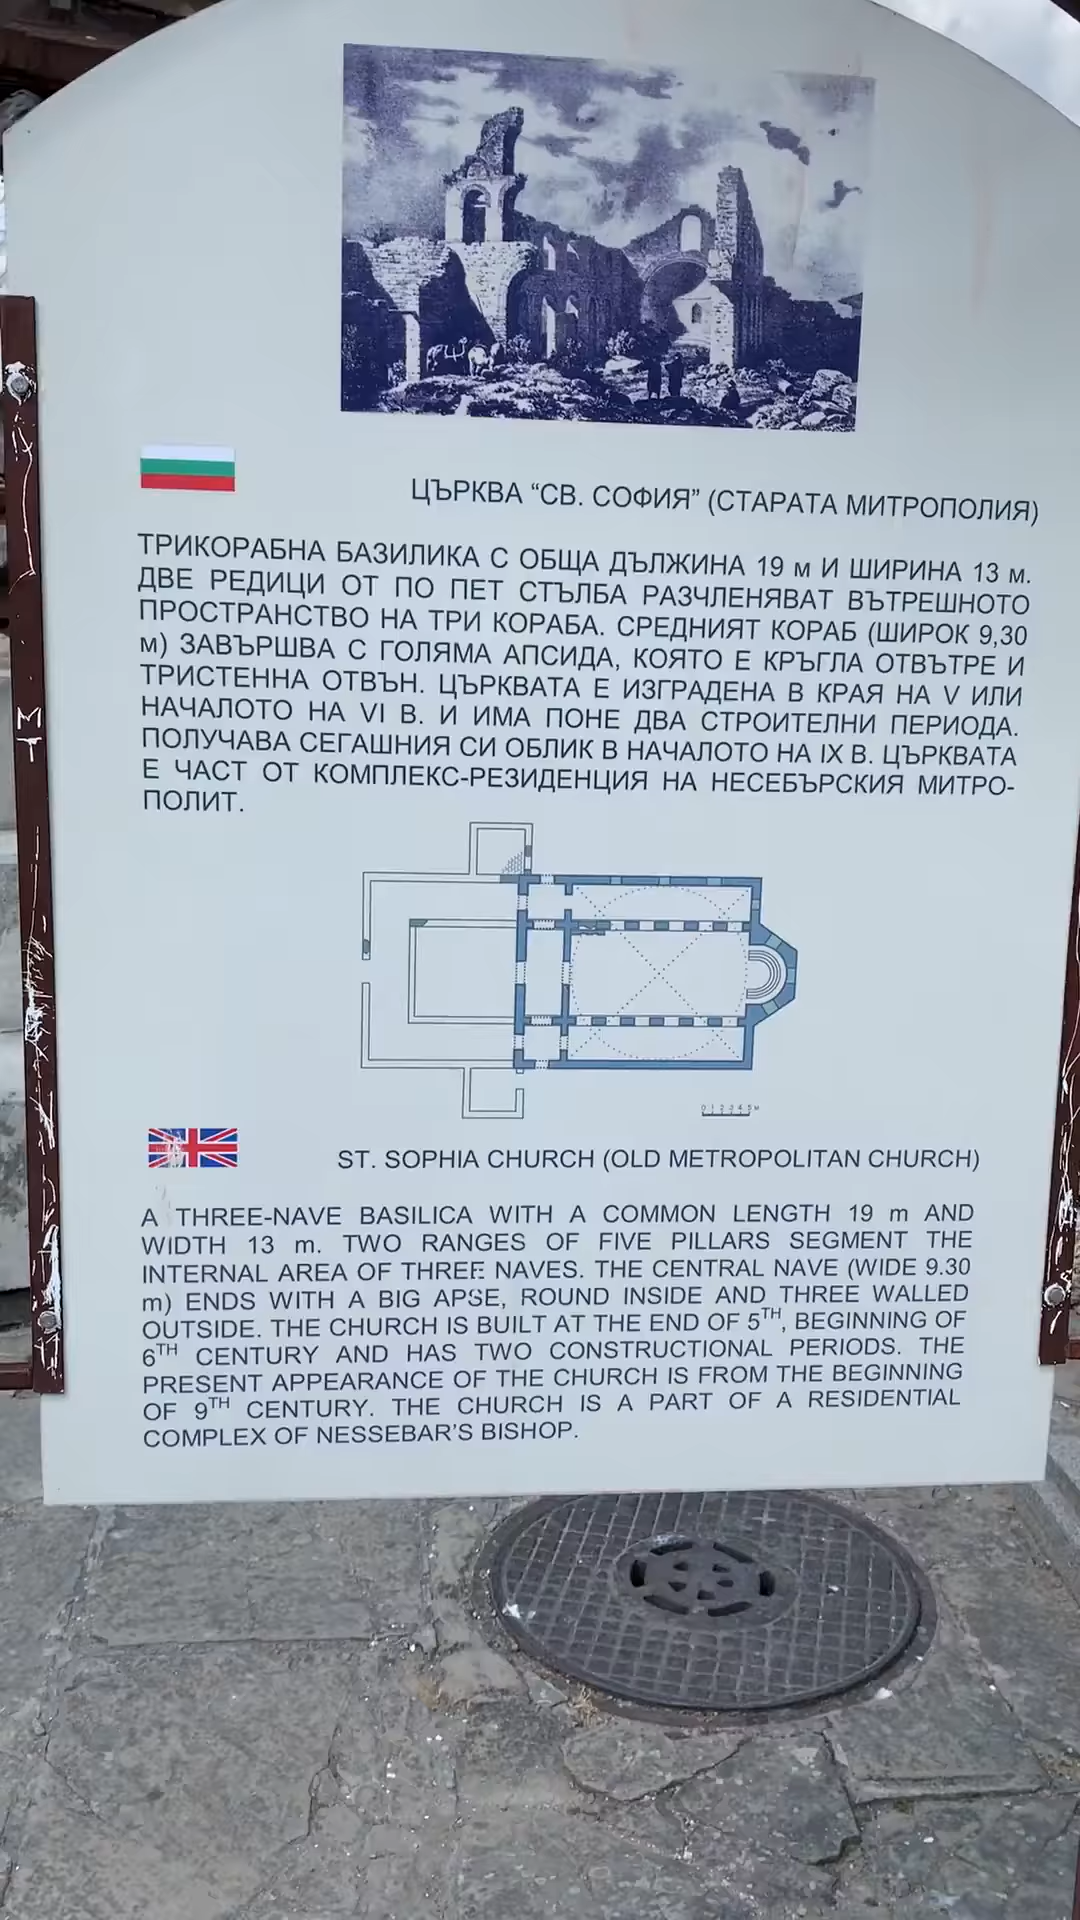 ЦЪРКВА “СВ. СОФИЯ” (СТАРАТА МИТРОПОЛИЯ)
ТРИКОРАБНА БАЗИЛИКА С ОБЩА ДЪЛЖИНА 19 м И ШИРИНА 13 м.
ДВЕ РЕДИЦИ ОТ ПО ПЕТ СТЪЛБА РАЗЧЛЕНЯВАТ ВЪТРЕШНОТО
ПРОСТРАНСТВО НА ТРИ КОРАБА. СРЕДНИЯТ КОРАБ (ШИРОК 9,30
м) ЗАВЪРШВА С ГОЛЯМА АПСИДА, КОЯТО Е КРЪГЛА ОТВЪТРЕ И
ТРИСТЕННА ОТВЪН. ЦЪРКВАТА Е ИЗГРАДЕНА В КРАЯ НА V ИЛИ
НАЧАЛОТО НА VI В. И ИМА ПОНЕ ДВА СТРОИТЕЛНИ ПЕРИОДА.
ПОЛУЧАВА СЕГАШНИЯ СИ ОБЛИК В НАЧАЛОТО НА IX В. ЦЪРКВАТА
Е ЧАСТ ОТ КОМПЛЕКС-РЕЗИДЕНЦИЯ НА НЕСЕБЪРСКИЯ МИТРО-
ПОЛИТ.
0 1 2 3 4 5 м
ST. SOPHIA CHURCH (OLD METROPOLITAN CHURCH)
A THREE-NAVE BASILICA WITH A COMMON LENGTH 19 m AND
WIDTH 13 m. TWO RANGES OF FIVE PILLARS SEGMENT THE
INTERNAL AREA OF THREE NAVES. THE CENTRAL NAVE (WIDE 9.30
m) ENDS WITH A BIG APSE, ROUND INSIDE AND THREE WALLED
OUTSIDE. THE CHURCH IS BUILT AT THE END OF 5TH, BEGINNING OF
6TH CENTURY AND HAS TWO CONSTRUCTIONAL PERIODS. THE
PRESENT APPEARANCE OF THE CHURCH IS FROM THE BEGINNING
OF 9TH CENTURY. THE CHURCH IS A PART OF A RESIDENTIAL
COMPLEX OF NESSEBAR'S BISHOP.